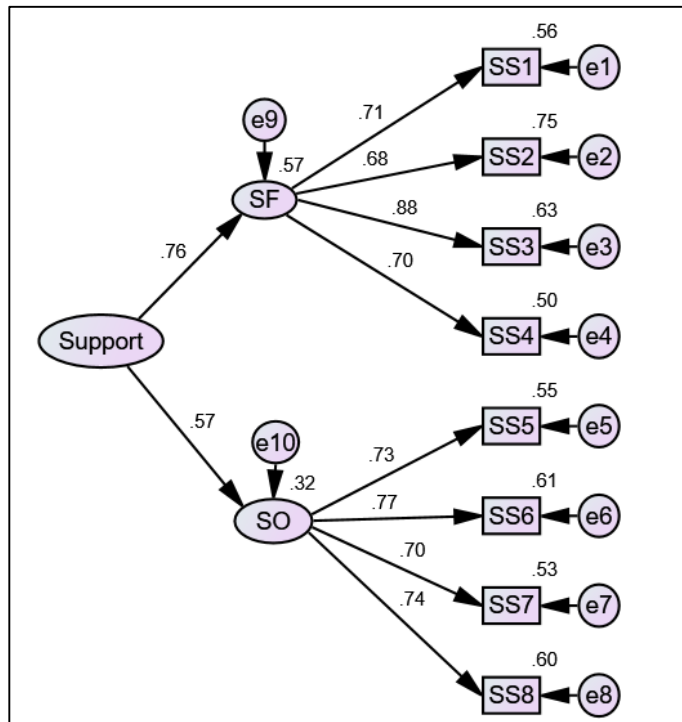 .56
SS1
e1
.71
.75
e9
SS2
e2
.68
.57
SF
.63
.88
SS3
e3
.76
.70
.50
SS4
e4
Support
.55
.57
SS5
e5
e10
.73
.61
.32
SS6
e6
.77
SO
.70
.53
SS7
e7
.74
.60
SS8
e8